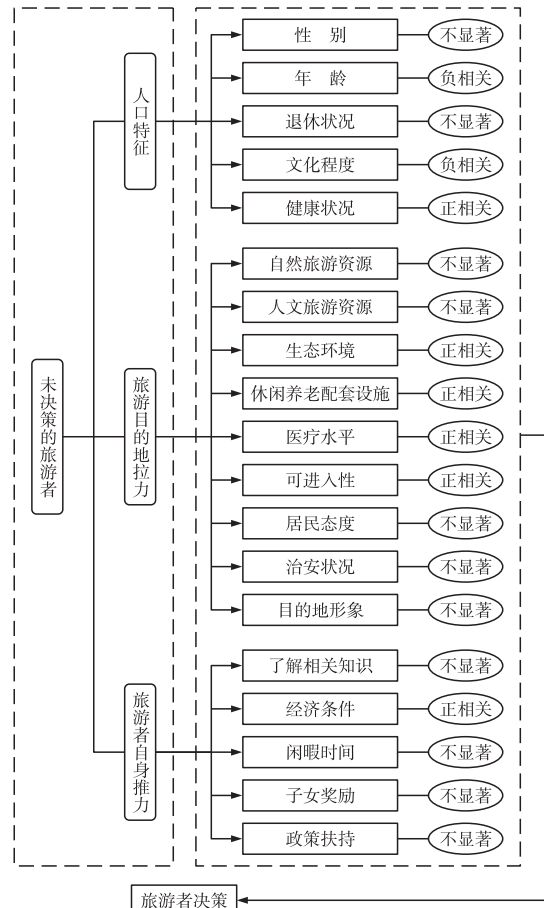 未决策的旅游者
人口特征
性 别 不显著
年 龄 负相关
退休状况 不显著
文化程度 负相关
健康状况 正相关
旅游目的地拉力
自然旅游资源 不显著
人文旅游资源 不显著
生态环境 正相关
休闲养老配套设施 正相关
医疗水平 正相关
可进入性 正相关
居民态度 不显著
治安状况 不显著
目的地形象 不显著
旅游者自身推力
了解相关知识 不显著
经济条件 正相关
闲暇时间 不显著
子女奖励 不显著
政策扶持 不显著
旅游者决策